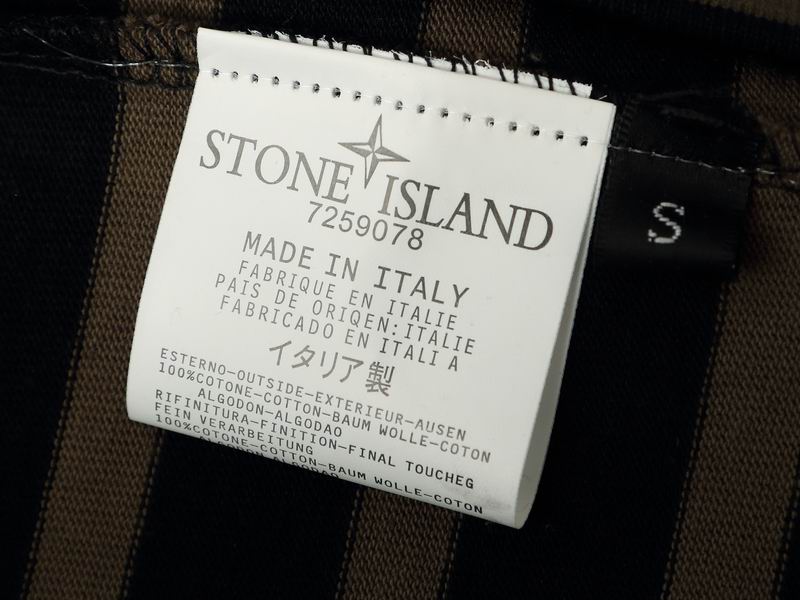 STONE ISLAND
7259078
MADE IN ITALY
FABRIQUE EN ITALIE
PAIS DE ORIQEN:ITALIE
FABRICADO EN ITALI A
イタリア製
ESTERNO-OUTSIDE-EXTERIEUR-AUSEN
100%COTONE-COTTON-BAUM WOLLE-COTON
ALGODON-ALGODAO
RIFINITURA-FINITION-FINAL TOUCHEG
FEIN VERARBEITUNG
100%COTONE-COTTON-BAUM WOLLE-COTON
ALGODON ALGODAO
S